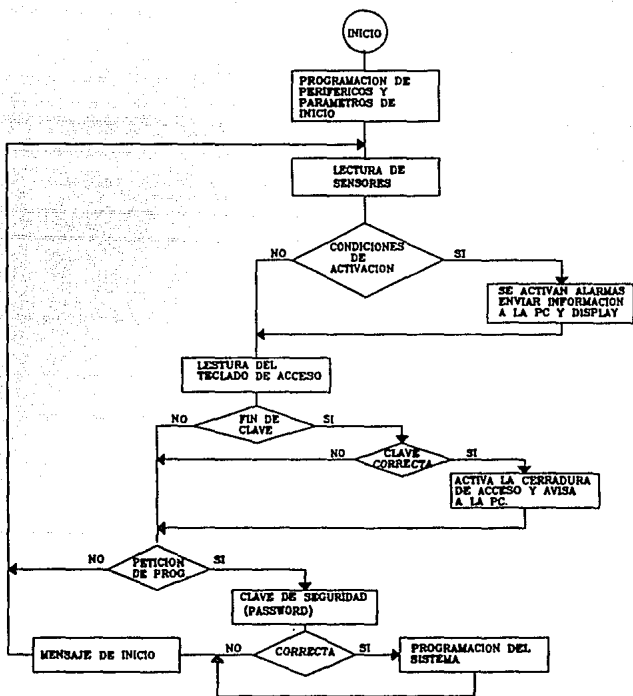 INICIO
PROGRAMACION DE
PERIFERICOS Y
PARAMETROS DE
INICIO
LECTURA DE
SENSORES
NO
CONDICIONES
DE
ACTIVACION
SI
SE ACTIVAN ALARMAS
ENVIAR INFORMACION
A LA PC Y DISPLAY
LESTURA DEL
TECLADO DE ACCESO
NO
FIN DE
CLAVE
SI
NO
CLAVE
CORRECTA
SI
ACTIVA LA CERRADURA
DE ACCESO Y AVISA
A LA PC.
NO
PETICION
DE PROG
SI
CLAVE DE SEGURIDAD
(PASSWORD)
MENSAJE DE INICIO
NO
CORRECTA
SI
PROGRAMACION DEL
SISTEMA